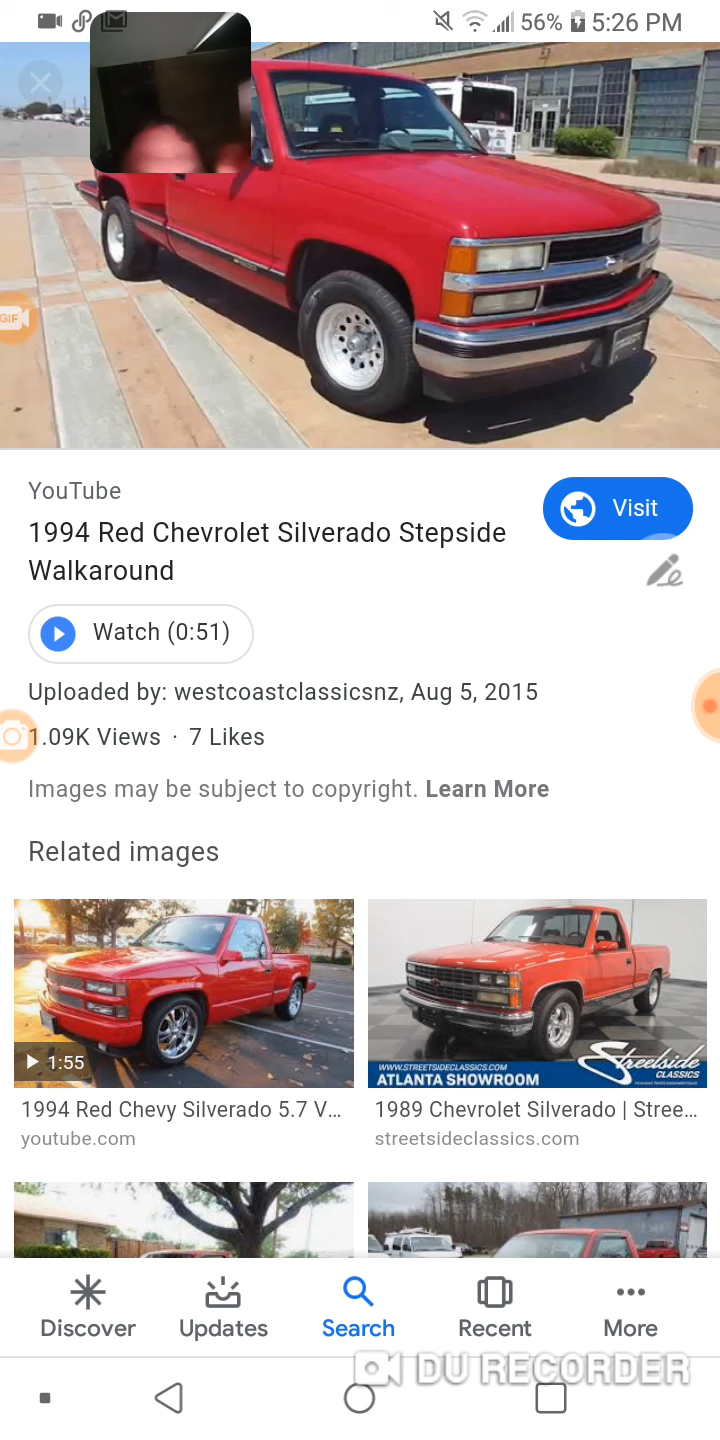 56% 5:26 PM
GIF
YouTube
Visit
1994 Red Chevrolet Silverado Stepside
Walkaround
Watch (0:51)
Uploaded by: westcoastclassicsnz, Aug 5, 2015
1.09K Views · 7 Likes
Images may be subject to copyright. Learn More
Related images
1:55
WWW.STREETSIDECLASSICS.COM
ATLANTA SHOWROOM
Streetside
CLASSICS
1994 Red Chevy Silverado 5.7 V...
1989 Chevrolet Silverado | Stree...
youtube.com
streetsideclassics.com
Discover
Updates
Search
Recent
More
DU RECORDER